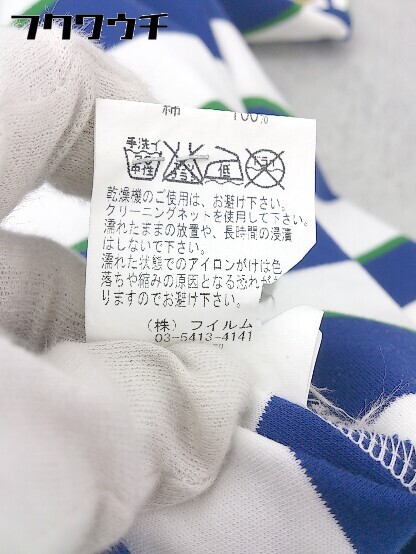 フクワウチ
綿 100%
手洗イ
中性
低
乾燥機のご使用は、お避け下さい。
クリーニングネットを使用して下さい。
濡れたままの放置や、長時間の浸漬
はしないで下さい。
濡れた状態でのアイロンがけは色
落ちや縮みの原因となる恐れがあ
りますのでお避け下さい。
(株) フイルム
03-5413-4141